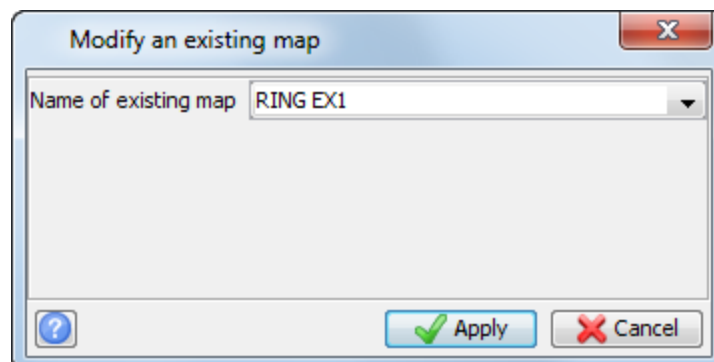 Modify an existing map
Name of existing map RING EX1
? Apply Cancel